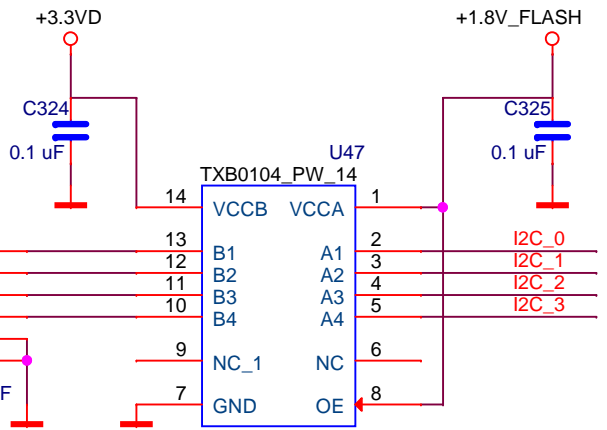 +3.3VD
+1.8V_FLASH
C324
C325
0.1 uF
0.1 uF
U47
TXB0104_PW_14
14 VCCB VCCA 1
I2C_0
13 B1 A1 2
I2C_1
12 B2 A2 3
I2C_2
11 B3 A3 4
I2C_3
10 B4 A4 5
9 NC_1 NC 6
F
7 GND OE 8